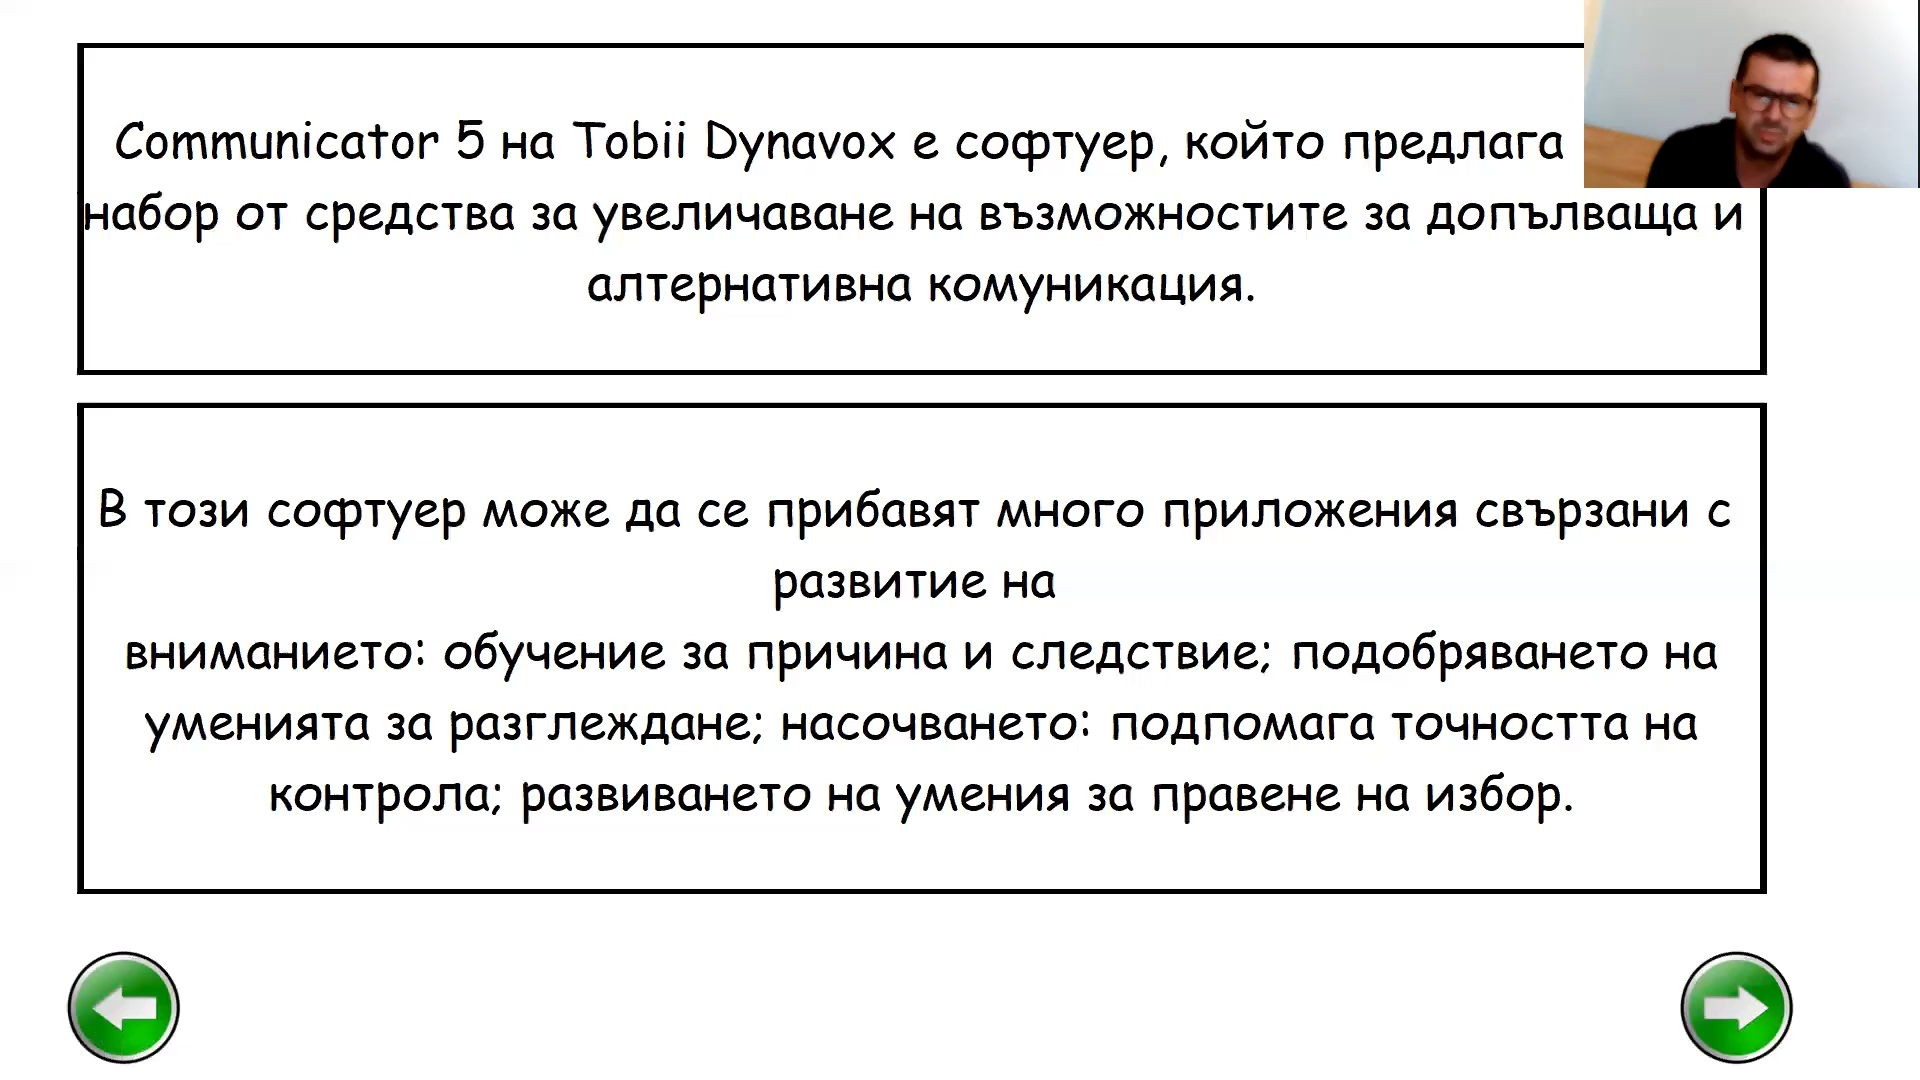 Communicator 5 на Tobii Dynavox е софтуер, който предлага
набор от средства за увеличаване на възможностите за допълваща и
алтернативна комуникация.
В този софтуер може да се прибавят много приложения свързани с
развитие на
вниманието: обучение за причина и следствие; подобряването на
уменията за разглеждане; насочването: подпомага точността на
контрола; развиването на умения за правене на избор.